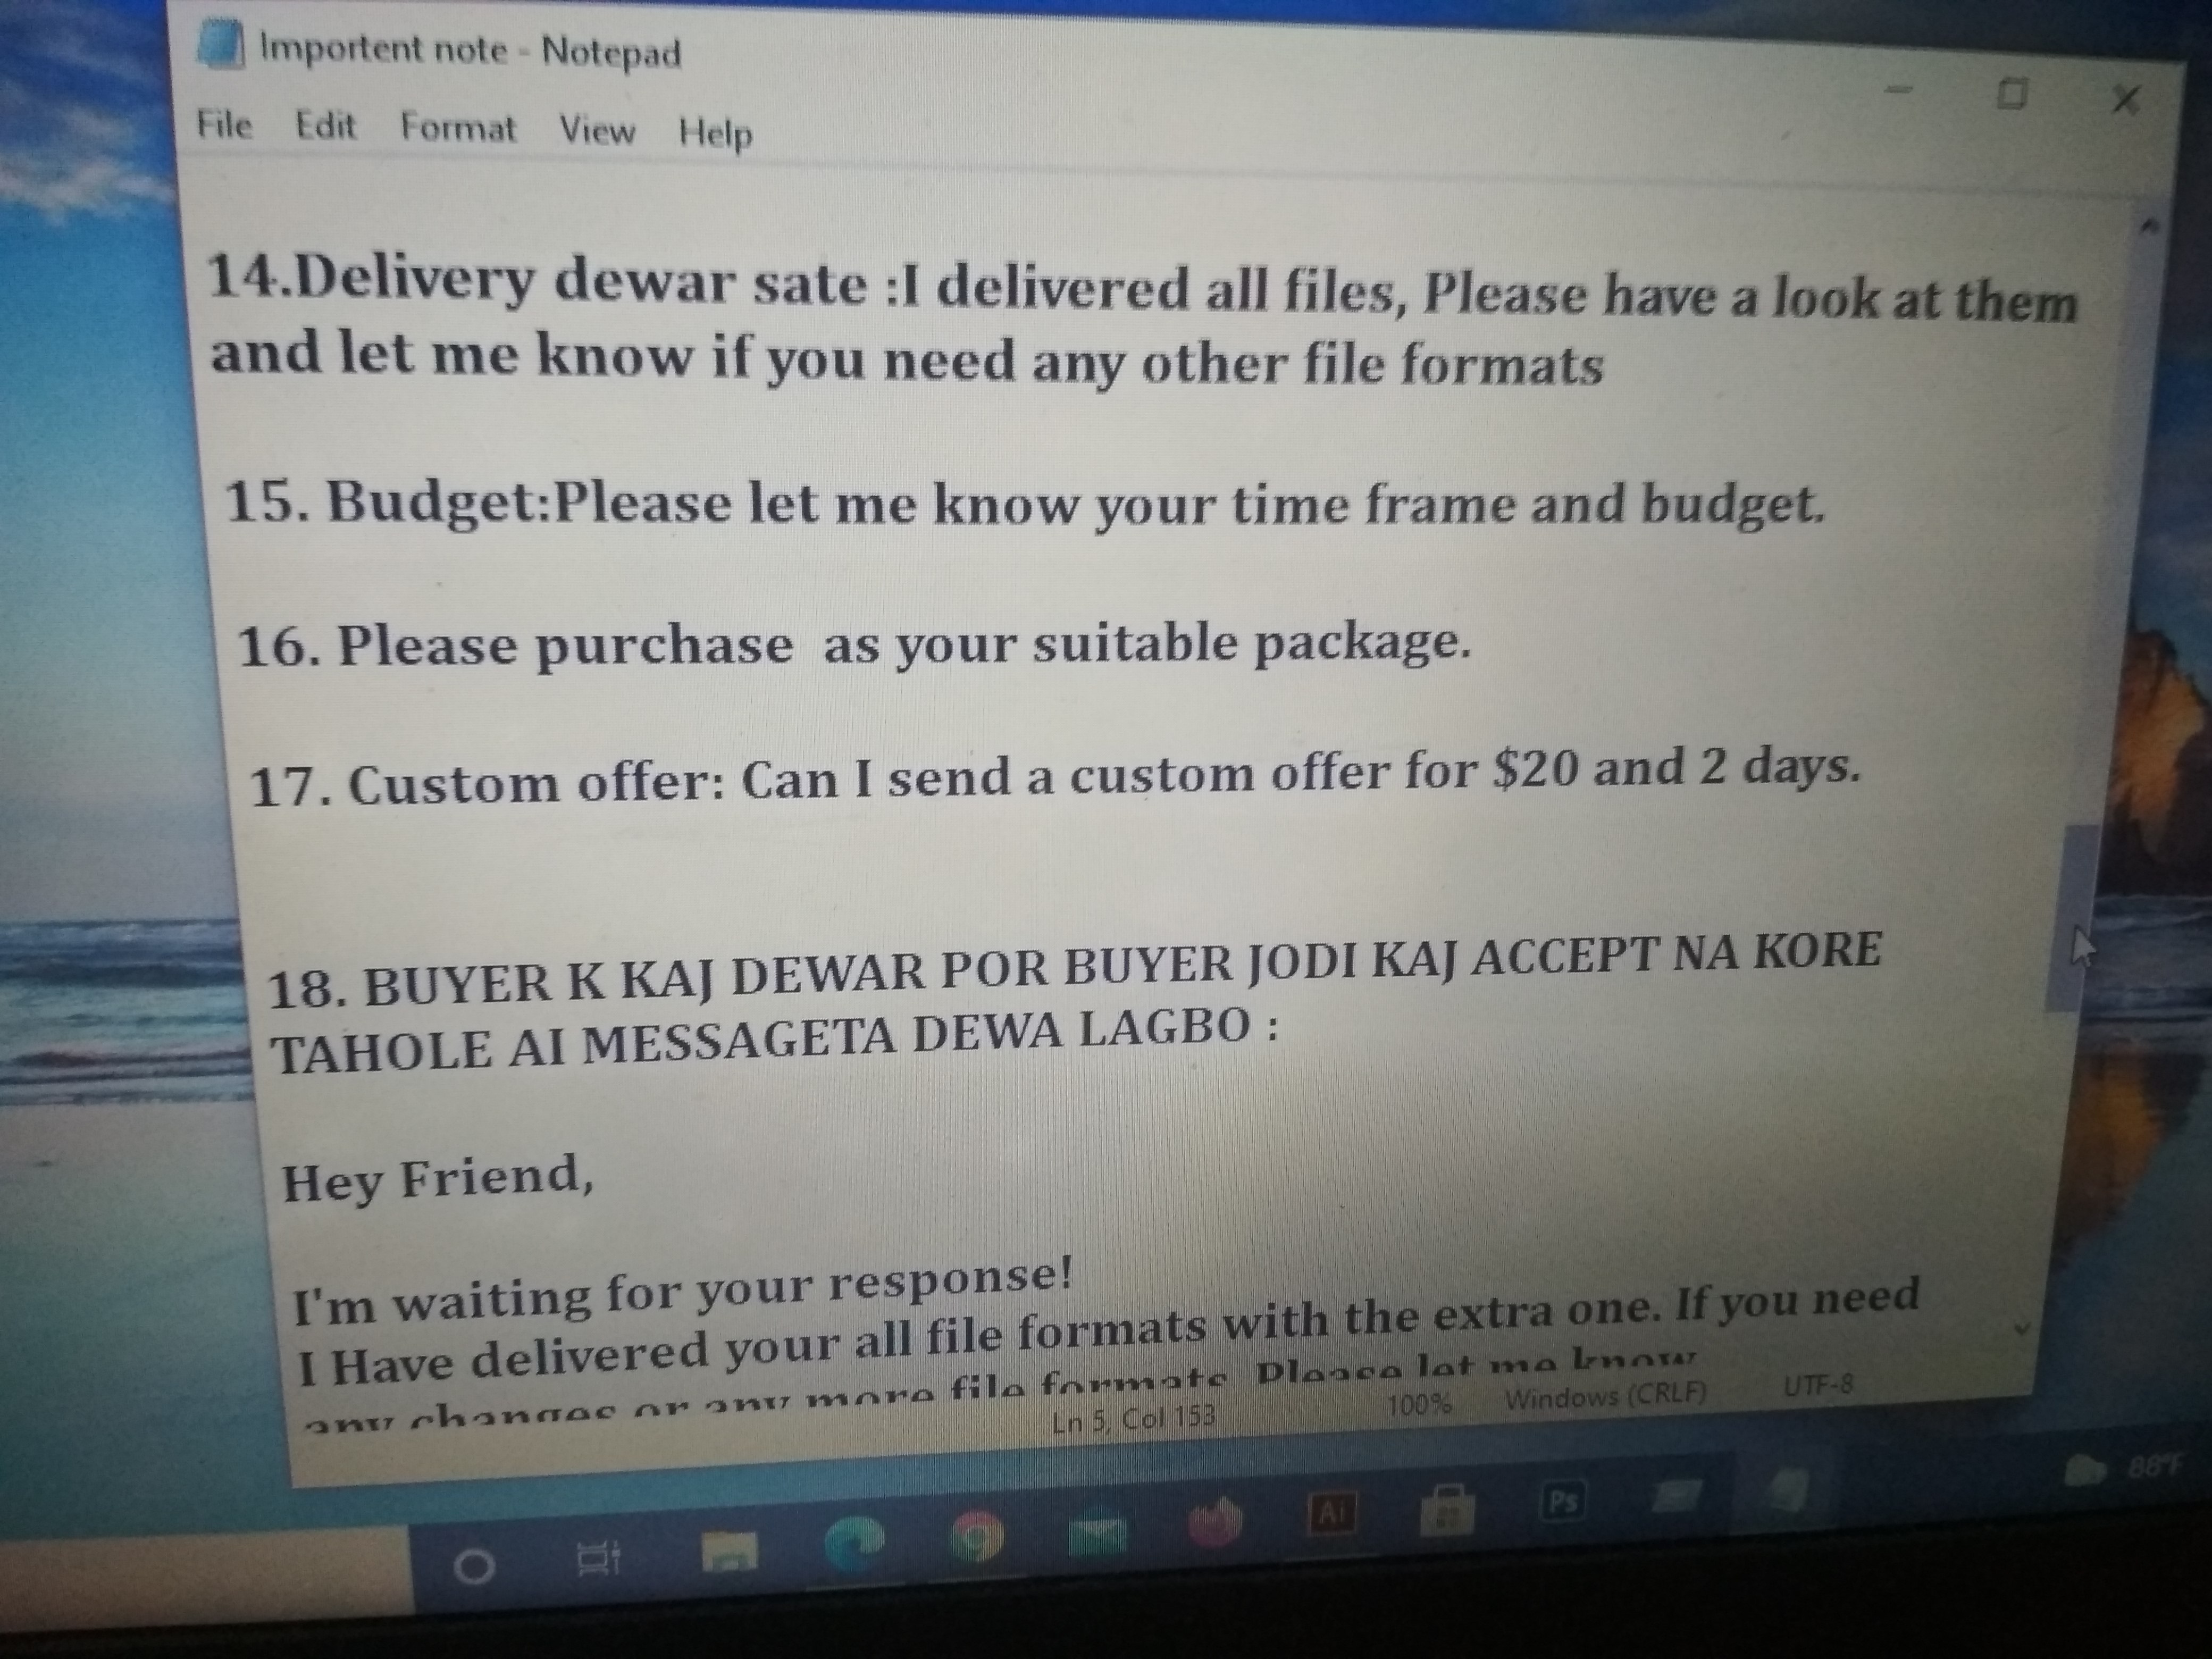 Importent note - Notepad
File Edit Format View Help
14.Delivery dewar sate :I delivered all files, Please have a look at them
and let me know if you need any other file formats
15. Budget:Please let me know your time frame and budget.
16. Please purchase  as your suitable package.
17. Custom offer: Can I send a custom offer for $20 and 2 days.
18. BUYER K KAJ DEWAR POR BUYER JODI KAJ ACCEPT NA KORE
TAHOLE AI MESSAGETA DEWA LAGBO :
Hey Friend,
I'm waiting for your response!
I Have delivered your all file formats with the extra one. If you need
any changes or any more file formats Please let me know
Ln 5, Col 153 100% Windows (CRLF) UTF-8
Ai Ps 86°F